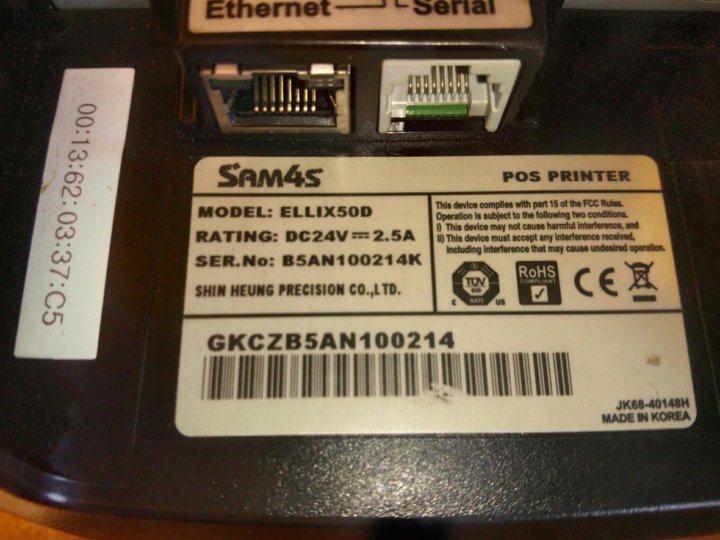 Ethernet Serial
00:13:62:03:37:C5
SAM4S POS PRINTER
MODEL: ELLIX50D
RATING: DC24V⎓2.5A
SER.No: B5AN100214K
SHIN HEUNG PRECISION CO.,LTD.
This device complies with part 15 of the FCC Rules.
Operation is subject to the following two conditions.
I) This device may not cause harmful interference, and
II) This device must accept any interference received,
including interference that may cause undesired operation.
TÜV
C NRTL US
RoHS
COMPLIANT
CE
GKCZB5AN100214
JK68-40148H
MADE IN KOREA